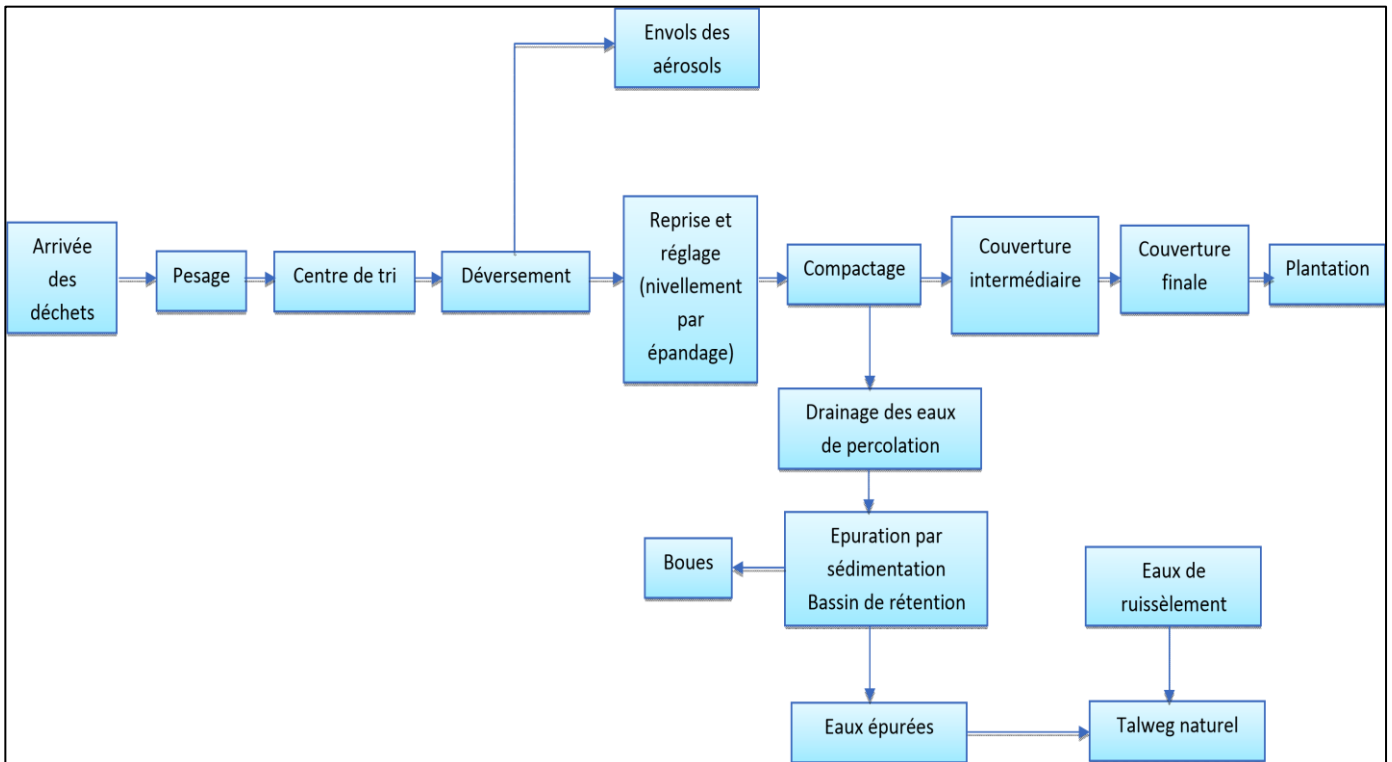 Envols des
aérosols
Arrivée
des
déchets
Pesage
Centre de tri
Déversement
Reprise et
réglage
(nivellement
par
épandage)
Compactage
Couverture
intermédiaire
Couverture
finale
Plantation
Drainage des eaux
de percolation
Boues
Epuration par
sédimentation
Bassin de rétention
Eaux de
ruissèlement
Eaux épurées
Talweg naturel